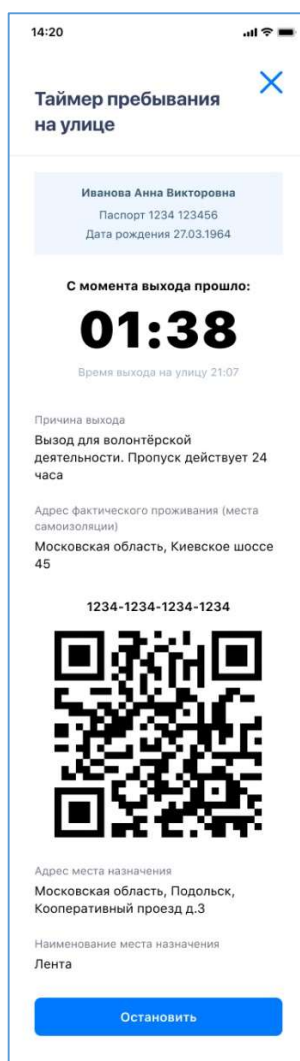 14:20
Таймер пребывания
на улице
Иванова Анна Викторовна
Паспорт 1234 123456
Дата рождения 27.03.1964
С момента выхода прошло:
01:38
Время выхода на улицу 21:07
Причина выхода
Вызод для волонтёрской
деятельности. Пропуск действует 24
часа
Адрес фактического проживания (места
самоизоляции)
Московская область, Киевское шоссе
45
1234-1234-1234-1234
Адрес места назначения
Московская область, Подольск,
Кооперативный проезд д.3
Наименование места назначения
Лента
Остановить